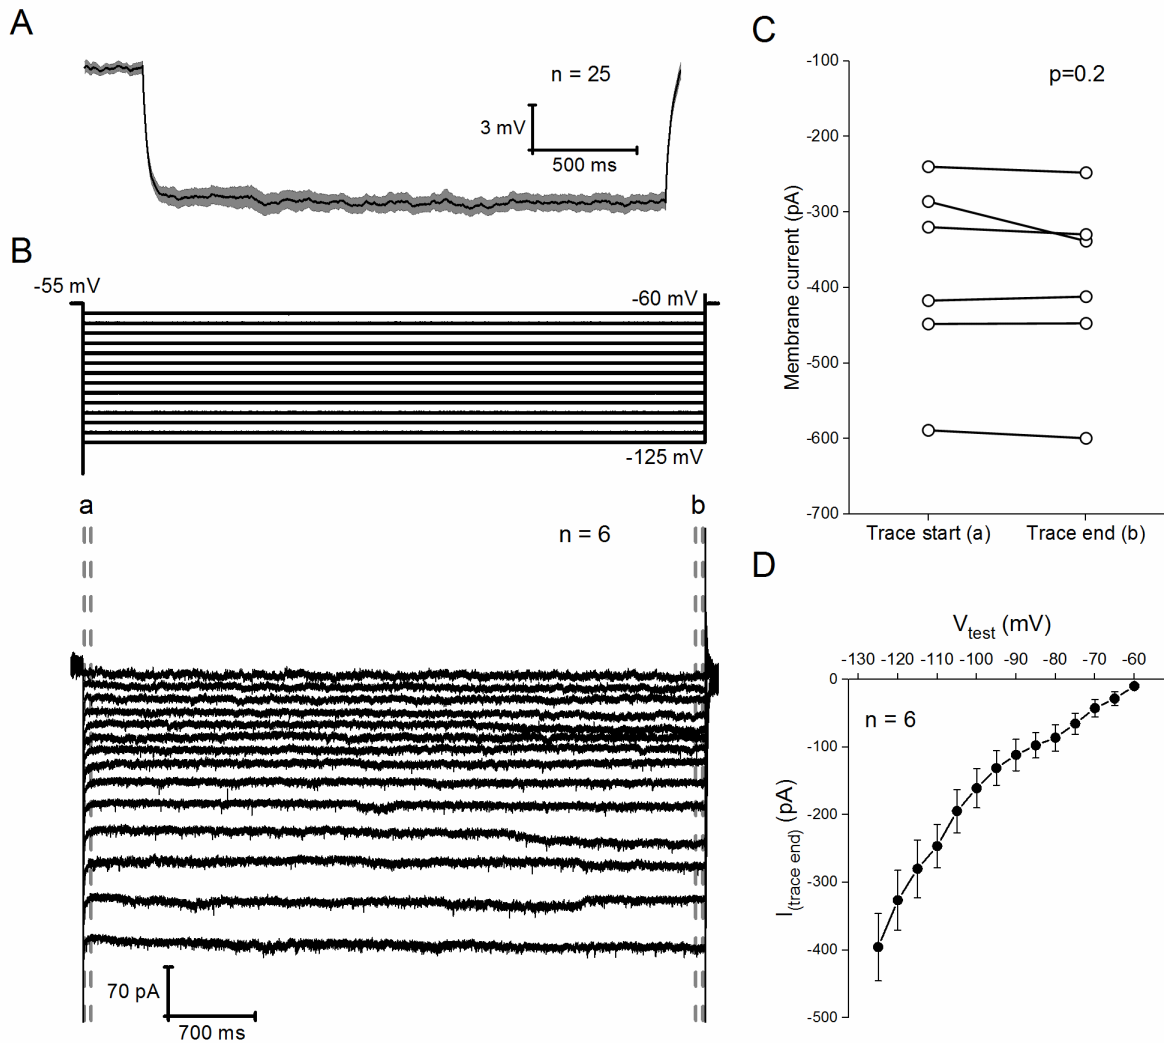 A
n = 25
3 mV
500 ms
B
-55 mV
-60 mV
-125 mV
a
b
n = 6
70 pA
700 ms
C
p=0.2
Membrane current (pA)
-100
-200
-300
-400
-500
-600
-700
Trace start (a)
Trace end (b)
D
Vtest (mV)
-130 -120 -110 -100 -90 -80 -70 -60
n = 6
I(trace end) (pA)
0
-100
-200
-300
-400
-500